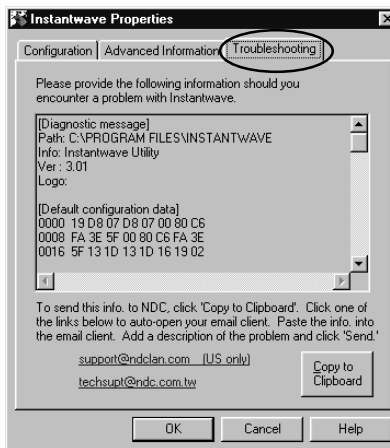 Instantwave Properties
Configuration
Advanced Information
Troubleshooting
Please provide the following information should you
encounter a problem with Instantwave.
[Diagnostic message]
Path: C:\PROGRAM FILES\INSTANTWAVE
Info: Instantwave Utility
Ver : 3.01
Logo:
[Default configuration data]
0000 19 D8 07 D8 07 00 80 C6
0008 FA 3E 5F 00 80 C6 FA 3E
0016 5F 13 1D 13 1D 16 19 02
To send this info. to NDC, click 'Copy to Clipboard'. Click one of
the links below to auto-open your email client. Paste the info. into
the email client. Add a description of the problem and click 'Send.'
support@ndclan.com (US only)
techsupt@ndc.com.tw
Copy to
Clipboard
OK
Cancel
Help